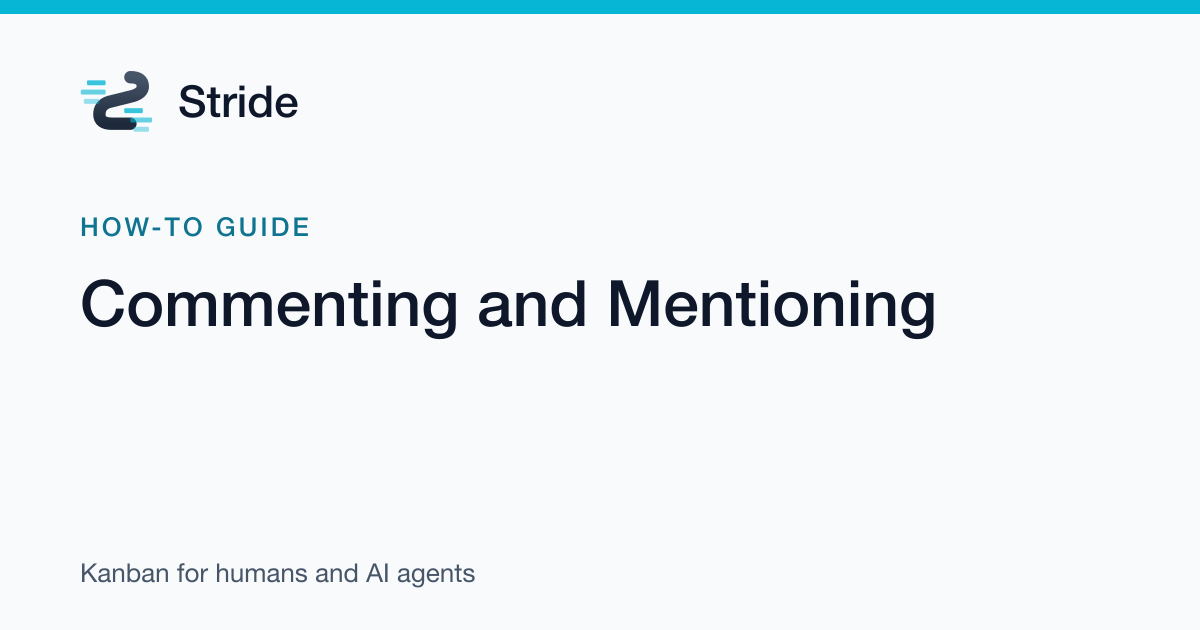 Stride
HOW-TO GUIDE
Commenting and Mentioning
Kanban for humans and AI agents